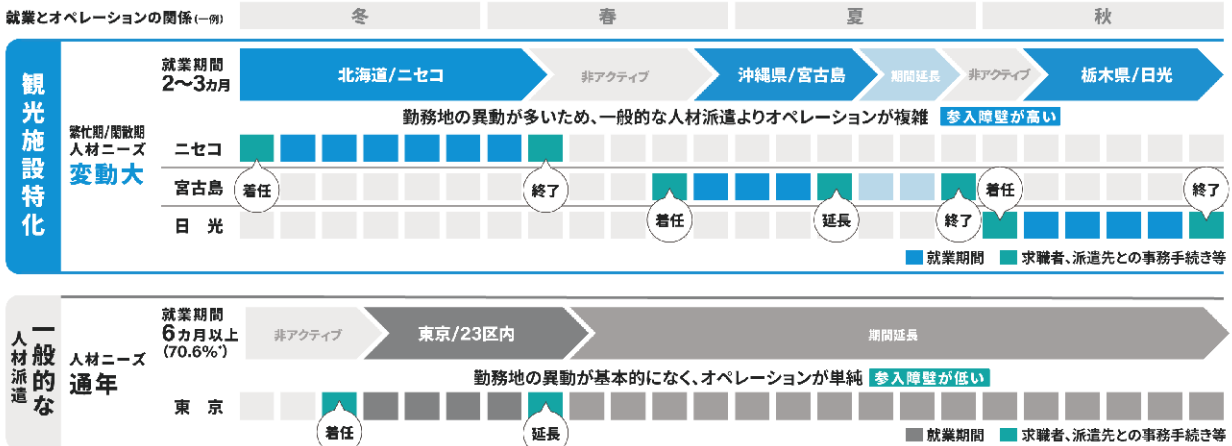 就業とオペレーションの関係(一例)
冬
春
夏
秋
観光施設特化
就業期間
2〜3カ月
北海道/ニセコ
非アクティブ
沖縄県/宮古島
期間延長
非アクティブ
栃木県/日光
勤務地の異動が多いため、一般的な人材派遣よりオペレーションが複雑 参入障壁が高い
繁忙期/閑散期
人材ニーズ
変動大
ニセコ
宮古島
日 光
着任
終了
着任
延長
終了
着任
終了
就業期間 求職者、派遣先との事務手続き等
一般的な
人材派遣
就業期間
6カ月以上
(70.6%*)
非アクティブ
東京/23区内
期間延長
人材ニーズ
通年
勤務地の異動が基本的になく、オペレーションが単純 参入障壁が低い
東 京
着任
延長
就業期間 求職者、派遣先との事務手続き等